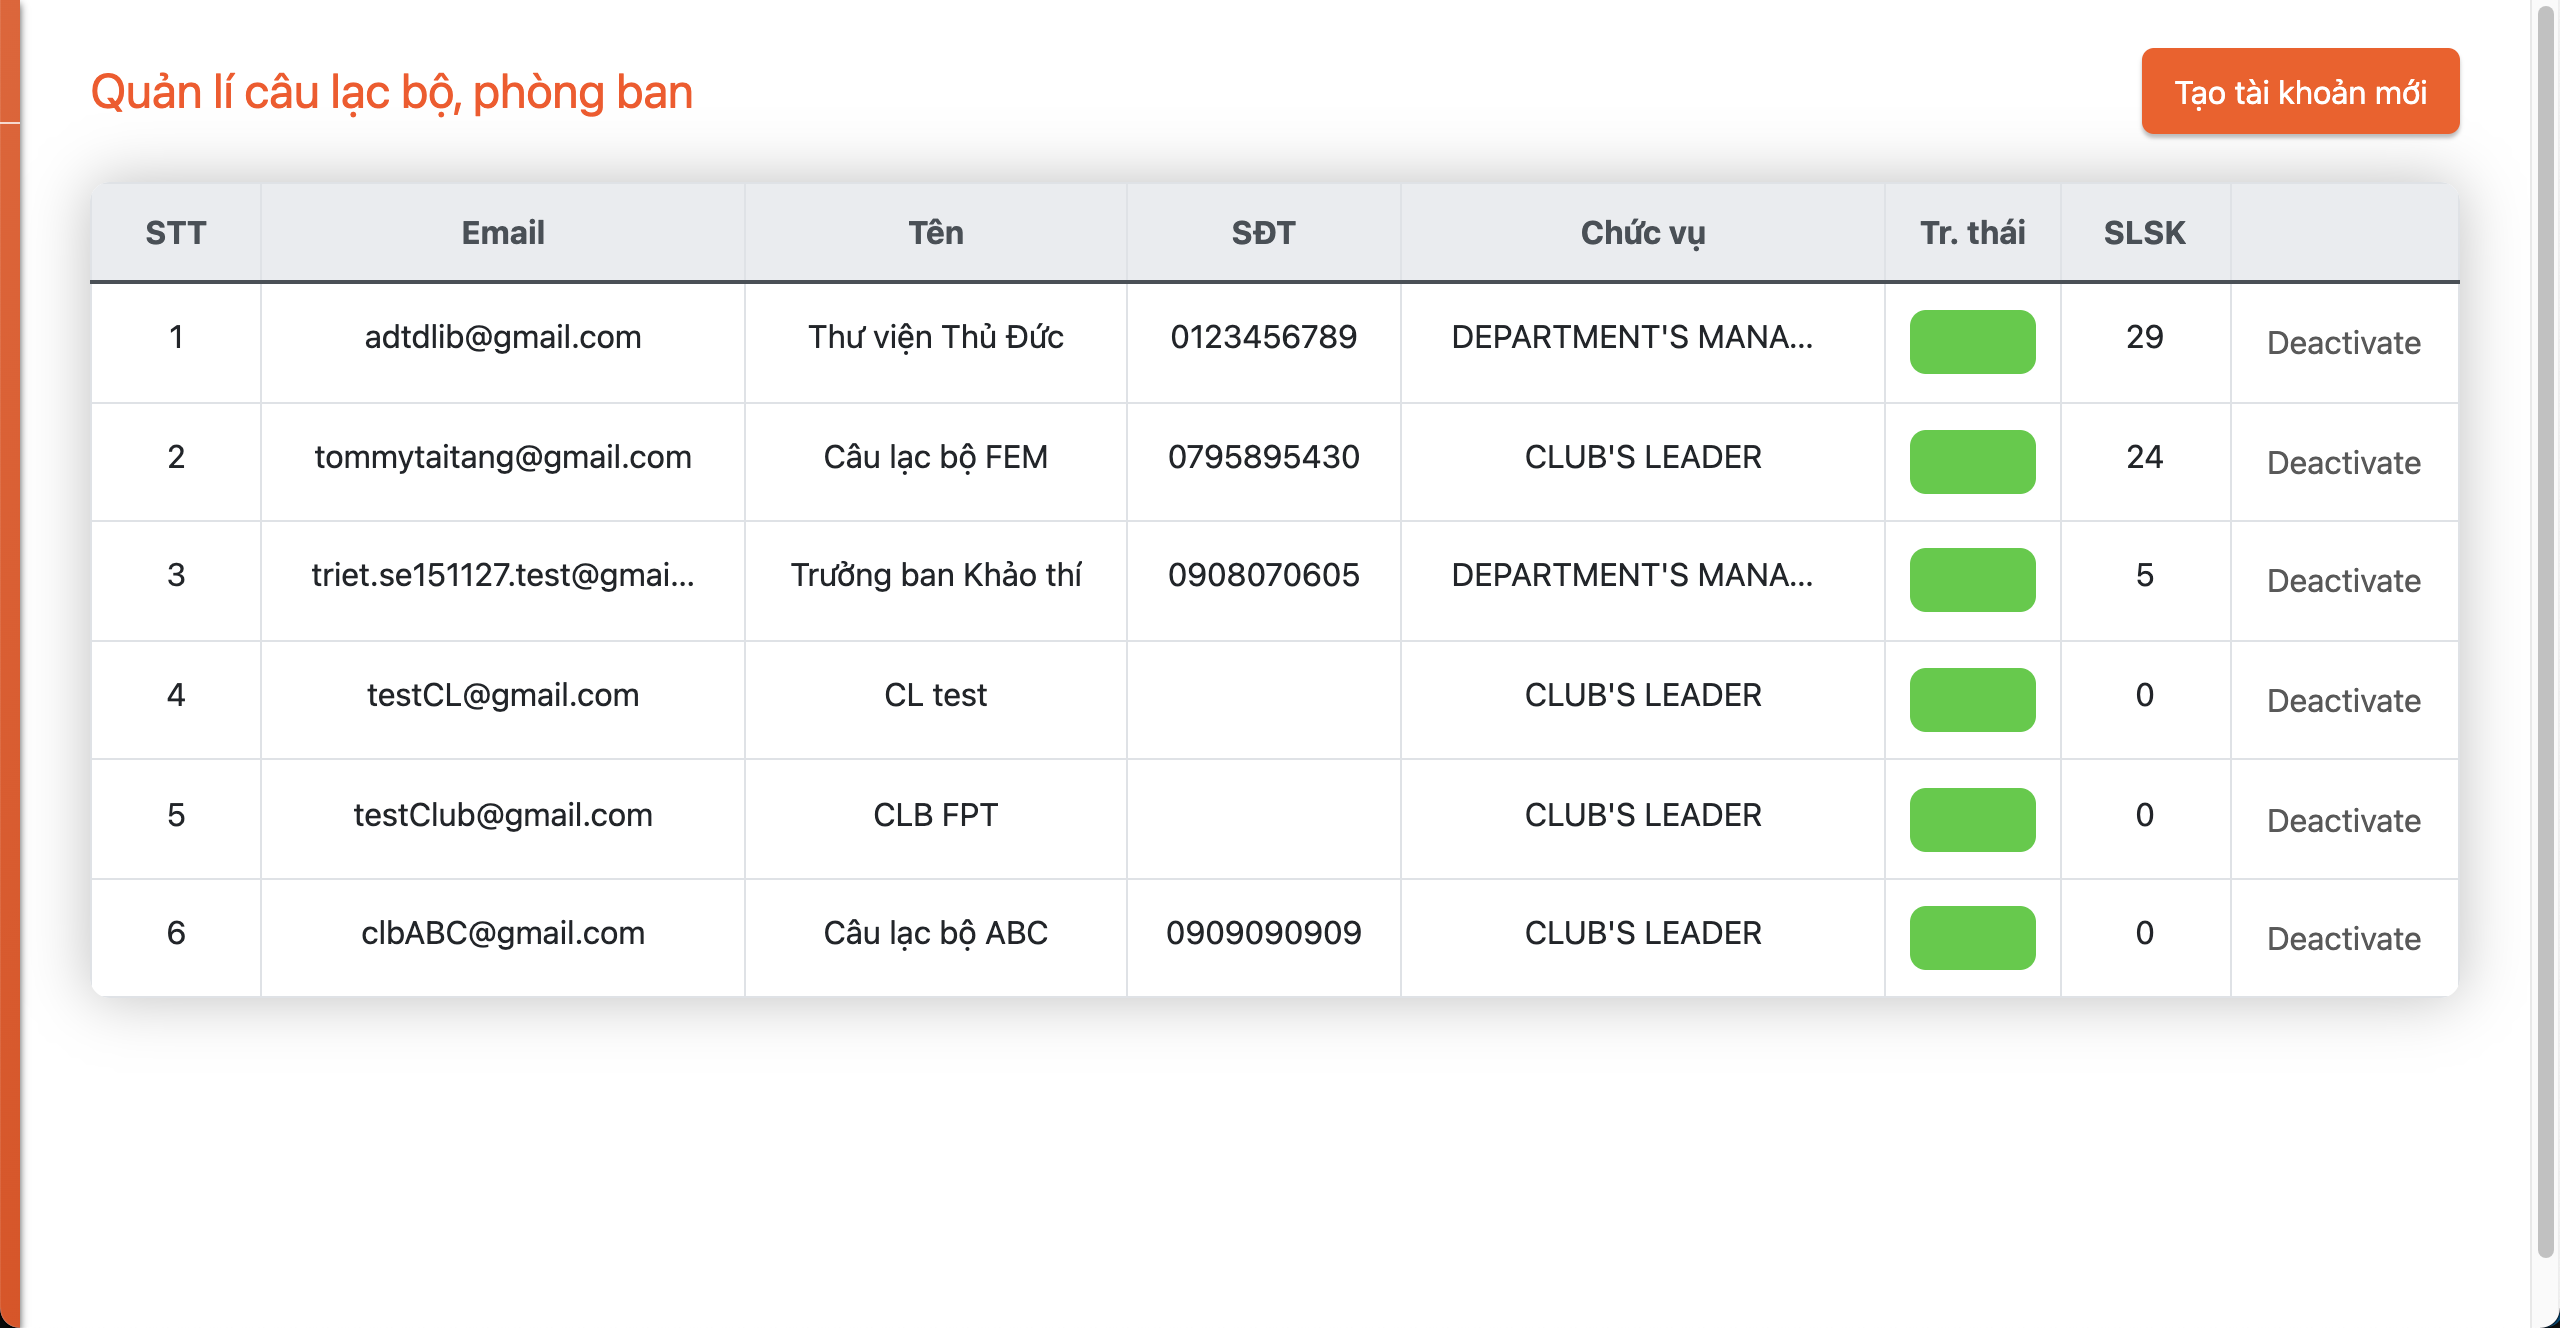 Quản lí câu lạc bộ, phòng ban
Tạo tài khoản mới
STT Email Tên SĐT Chức vụ Tr. thái SLSK
1 adtdlib@gmail.com Thư viện Thủ Đức 0123456789 DEPARTMENT'S MANA... 29 Deactivate
2 tommytaitang@gmail.com Câu lạc bộ FEM 0795895430 CLUB'S LEADER 24 Deactivate
3 triet.se151127.test@gmai... Trưởng ban Khảo thí 0908070605 DEPARTMENT'S MANA... 5 Deactivate
4 testCL@gmail.com CL test CLUB'S LEADER 0 Deactivate
5 testClub@gmail.com CLB FPT CLUB'S LEADER 0 Deactivate
6 clbABC@gmail.com Câu lạc bộ ABC 0909090909 CLUB'S LEADER 0 Deactivate